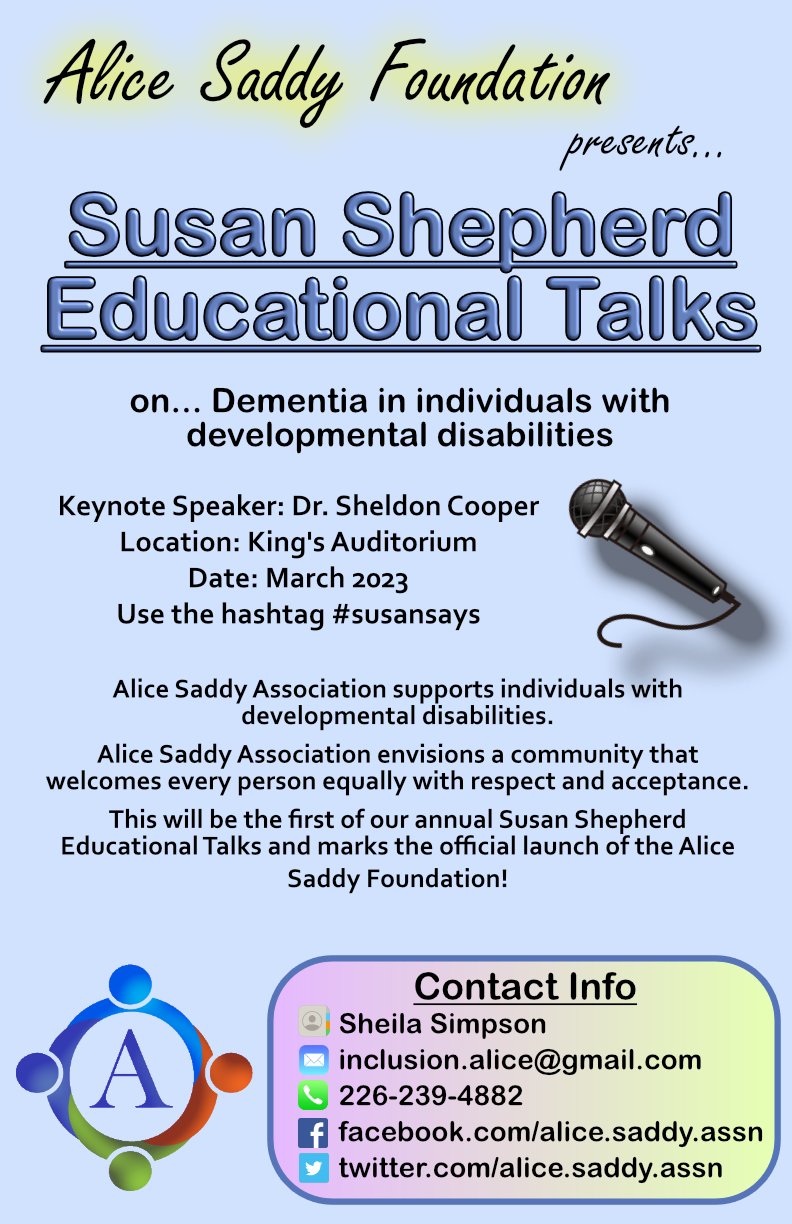 Alice Saddy Foundation
presents...
Susan Shepherd
Educational Talks
on... Dementia in individuals with
developmental disabilities
Keynote Speaker: Dr. Sheldon Cooper
Location: King's Auditorium
Date: March 2023
Use the hashtag #susansays
Alice Saddy Association supports individuals with
developmental disabilities.
Alice Saddy Association envisions a community that
welcomes every person equally with respect and acceptance.
This will be the first of our annual Susan Shepherd
Educational Talks and marks the official launch of the Alice
Saddy Foundation!
A
Contact Info
Sheila Simpson
inclusion.alice@gmail.com
226-239-4882
f facebook.com/alice.saddy.assn
twitter.com/alice.saddy.assn